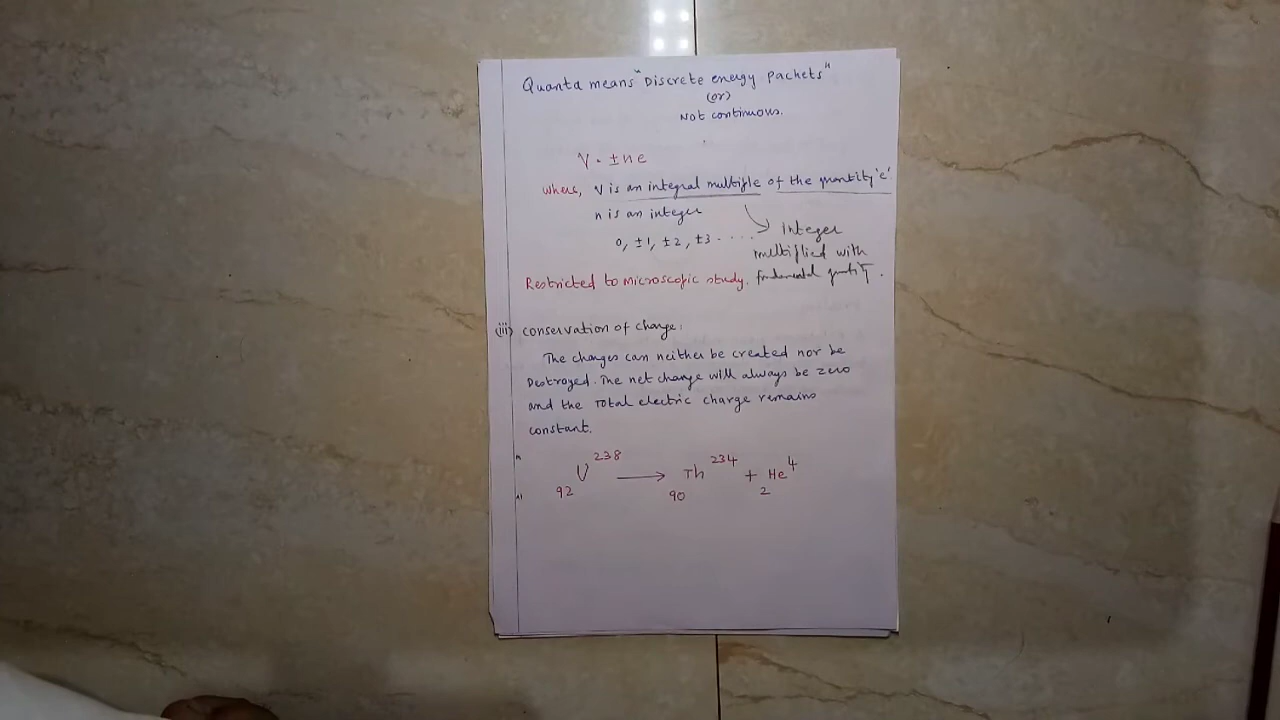 Quanta means "Discrete energy Packets"
(or)
Not continuous.
V = ±ne
where, V is an integral multiple of the quantity 'e'
n is an integer
0, ±1, ±2, ±3 .....
Integer
multiplied with
fundamental quantity.
Restricted to Microscopic study.
(iii) conservation of charge:
The charges can neither be created nor be
Destroyed. The net charge will always be zero
and the Total electric charge remains
constant.
92 U 238 → 90 Th 234 + 2 He 4